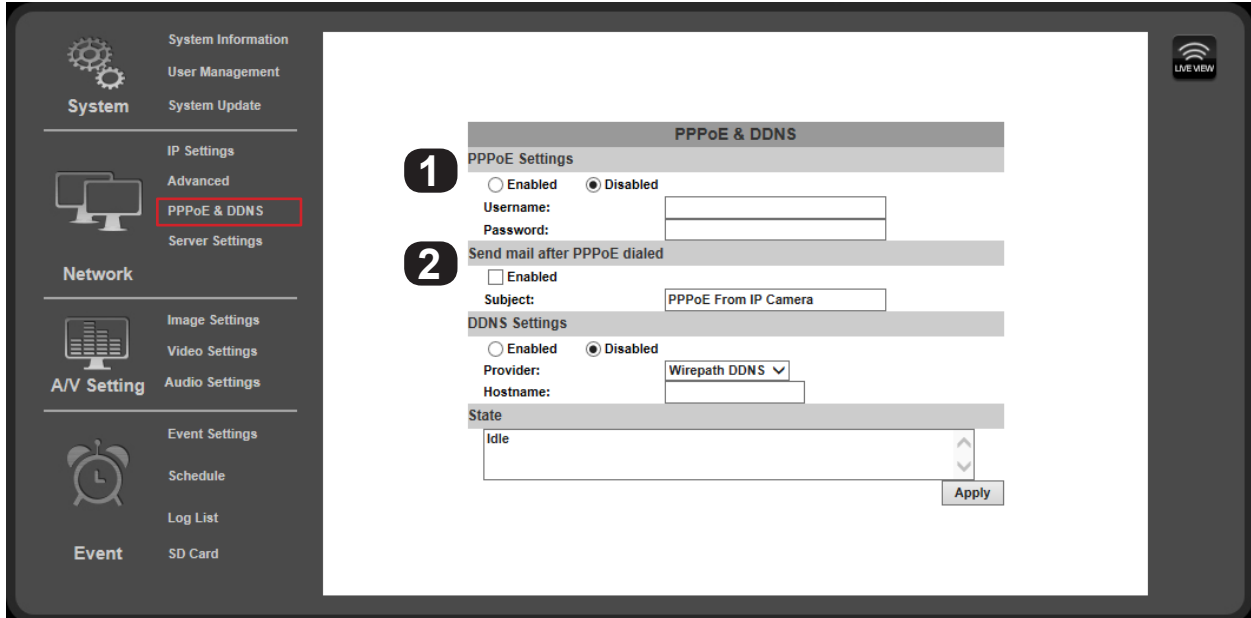 System Information
User Management
System
System Update
IP Settings
Advanced
PPPoE & DDNS
Server Settings
Network
Image Settings
Video Settings
A/V Setting
Audio Settings
Event Settings
Schedule
Log List
Event
SD Card
PPPoE & DDNS
1
PPPoE Settings
Enabled Disabled
Username:
Password:
2
Send mail after PPPoE dialed
Enabled
Subject: PPPoE From IP Camera
DDNS Settings
Enabled Disabled
Provider: Wirepath DDNS
Hostname:
State
Idle
Apply
LIVE VIEW